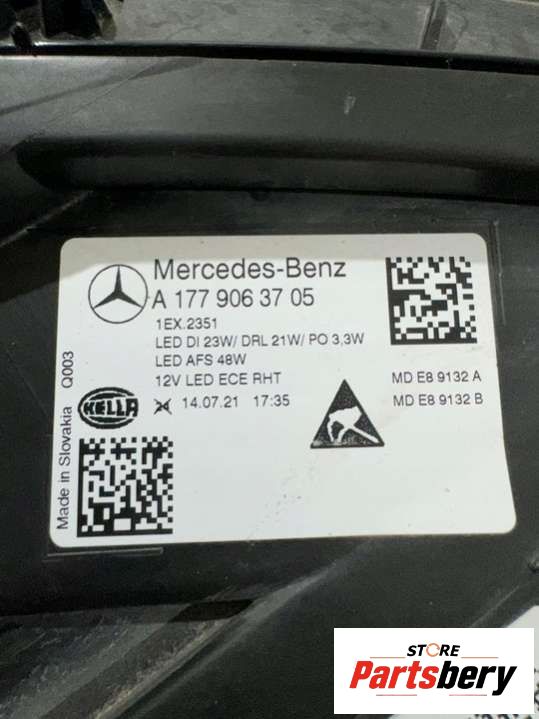 Mercedes-Benz
A 177 906 37 05
1EX.2351
LED DI 23W/ DRL 21W/ PO 3,3W
LED AFS 48W
12V LED ECE RHT
14.07.21 17:35
MD E8 9132 A
MD E8 9132 B
HELLA
Made in Slovakia Q003
STORE
Partsbery